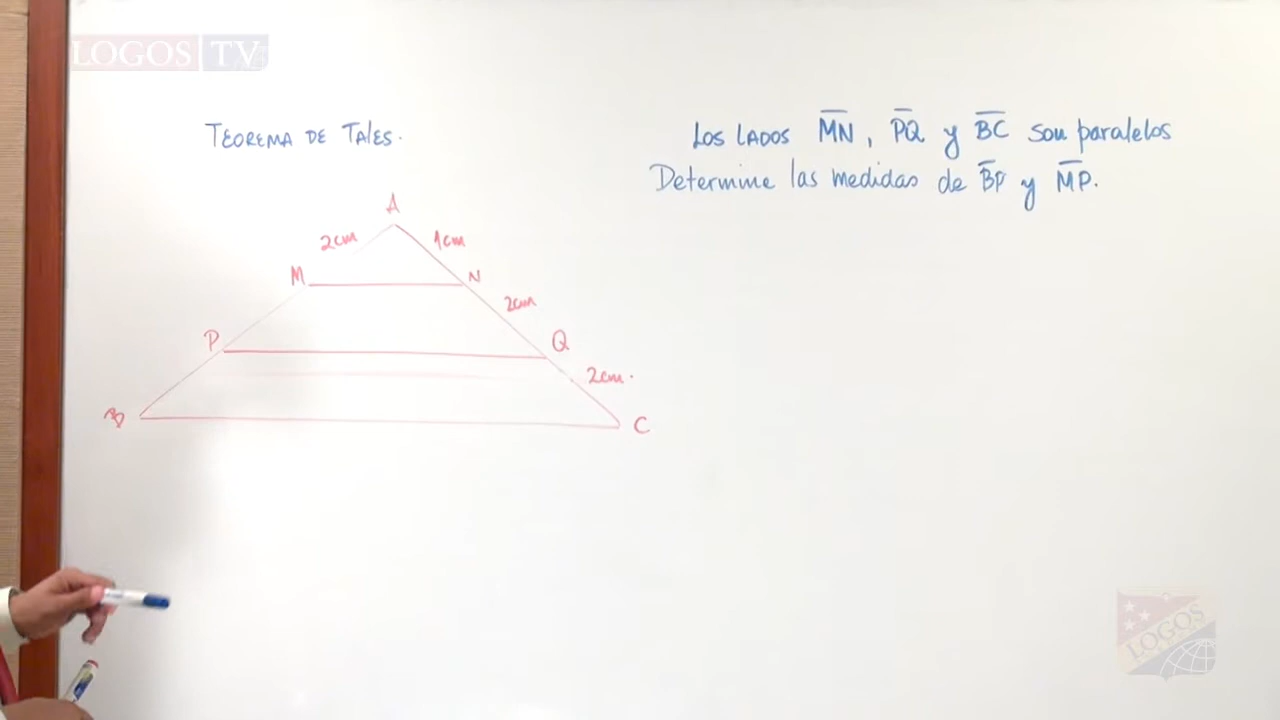 LOGOS TV
TEOREMA DE TALES.
Los LADOS MN, PQ y BC son paralelos
Determine las medidas de BP y MP.
A
2cm
1cm
M
N
2cm
P
Q
2cm.
B
C
LOGOS